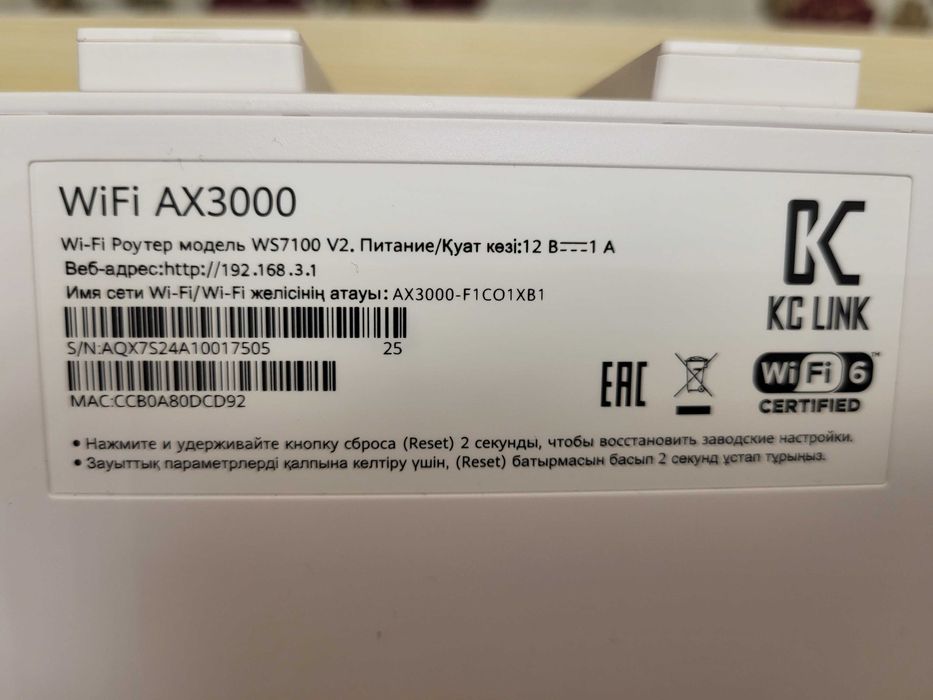 WiFi AX3000
Wi-Fi Роутер модель WS7100 V2. Питание/Қуат көзі:12 В⎓1 А
Веб-адрес:http://192.168.3.1
Имя сети Wi-Fi/Wi-Fi желісінің атауы: AX3000-F1CO1XB1
S/N:AQX7S24A10017505 25
MAC:CCB0A80DCD92
KC LINK
EAC
WiFi 6™
CERTIFIED
• Нажмите и удерживайте кнопку сброса (Reset) 2 секунды, чтобы восстановить заводские настройки.
• Зауыттық параметрлерді қалпына келтіру үшін, (Reset) батырмасын басып 2 секунд ұстап тұрыңыз.